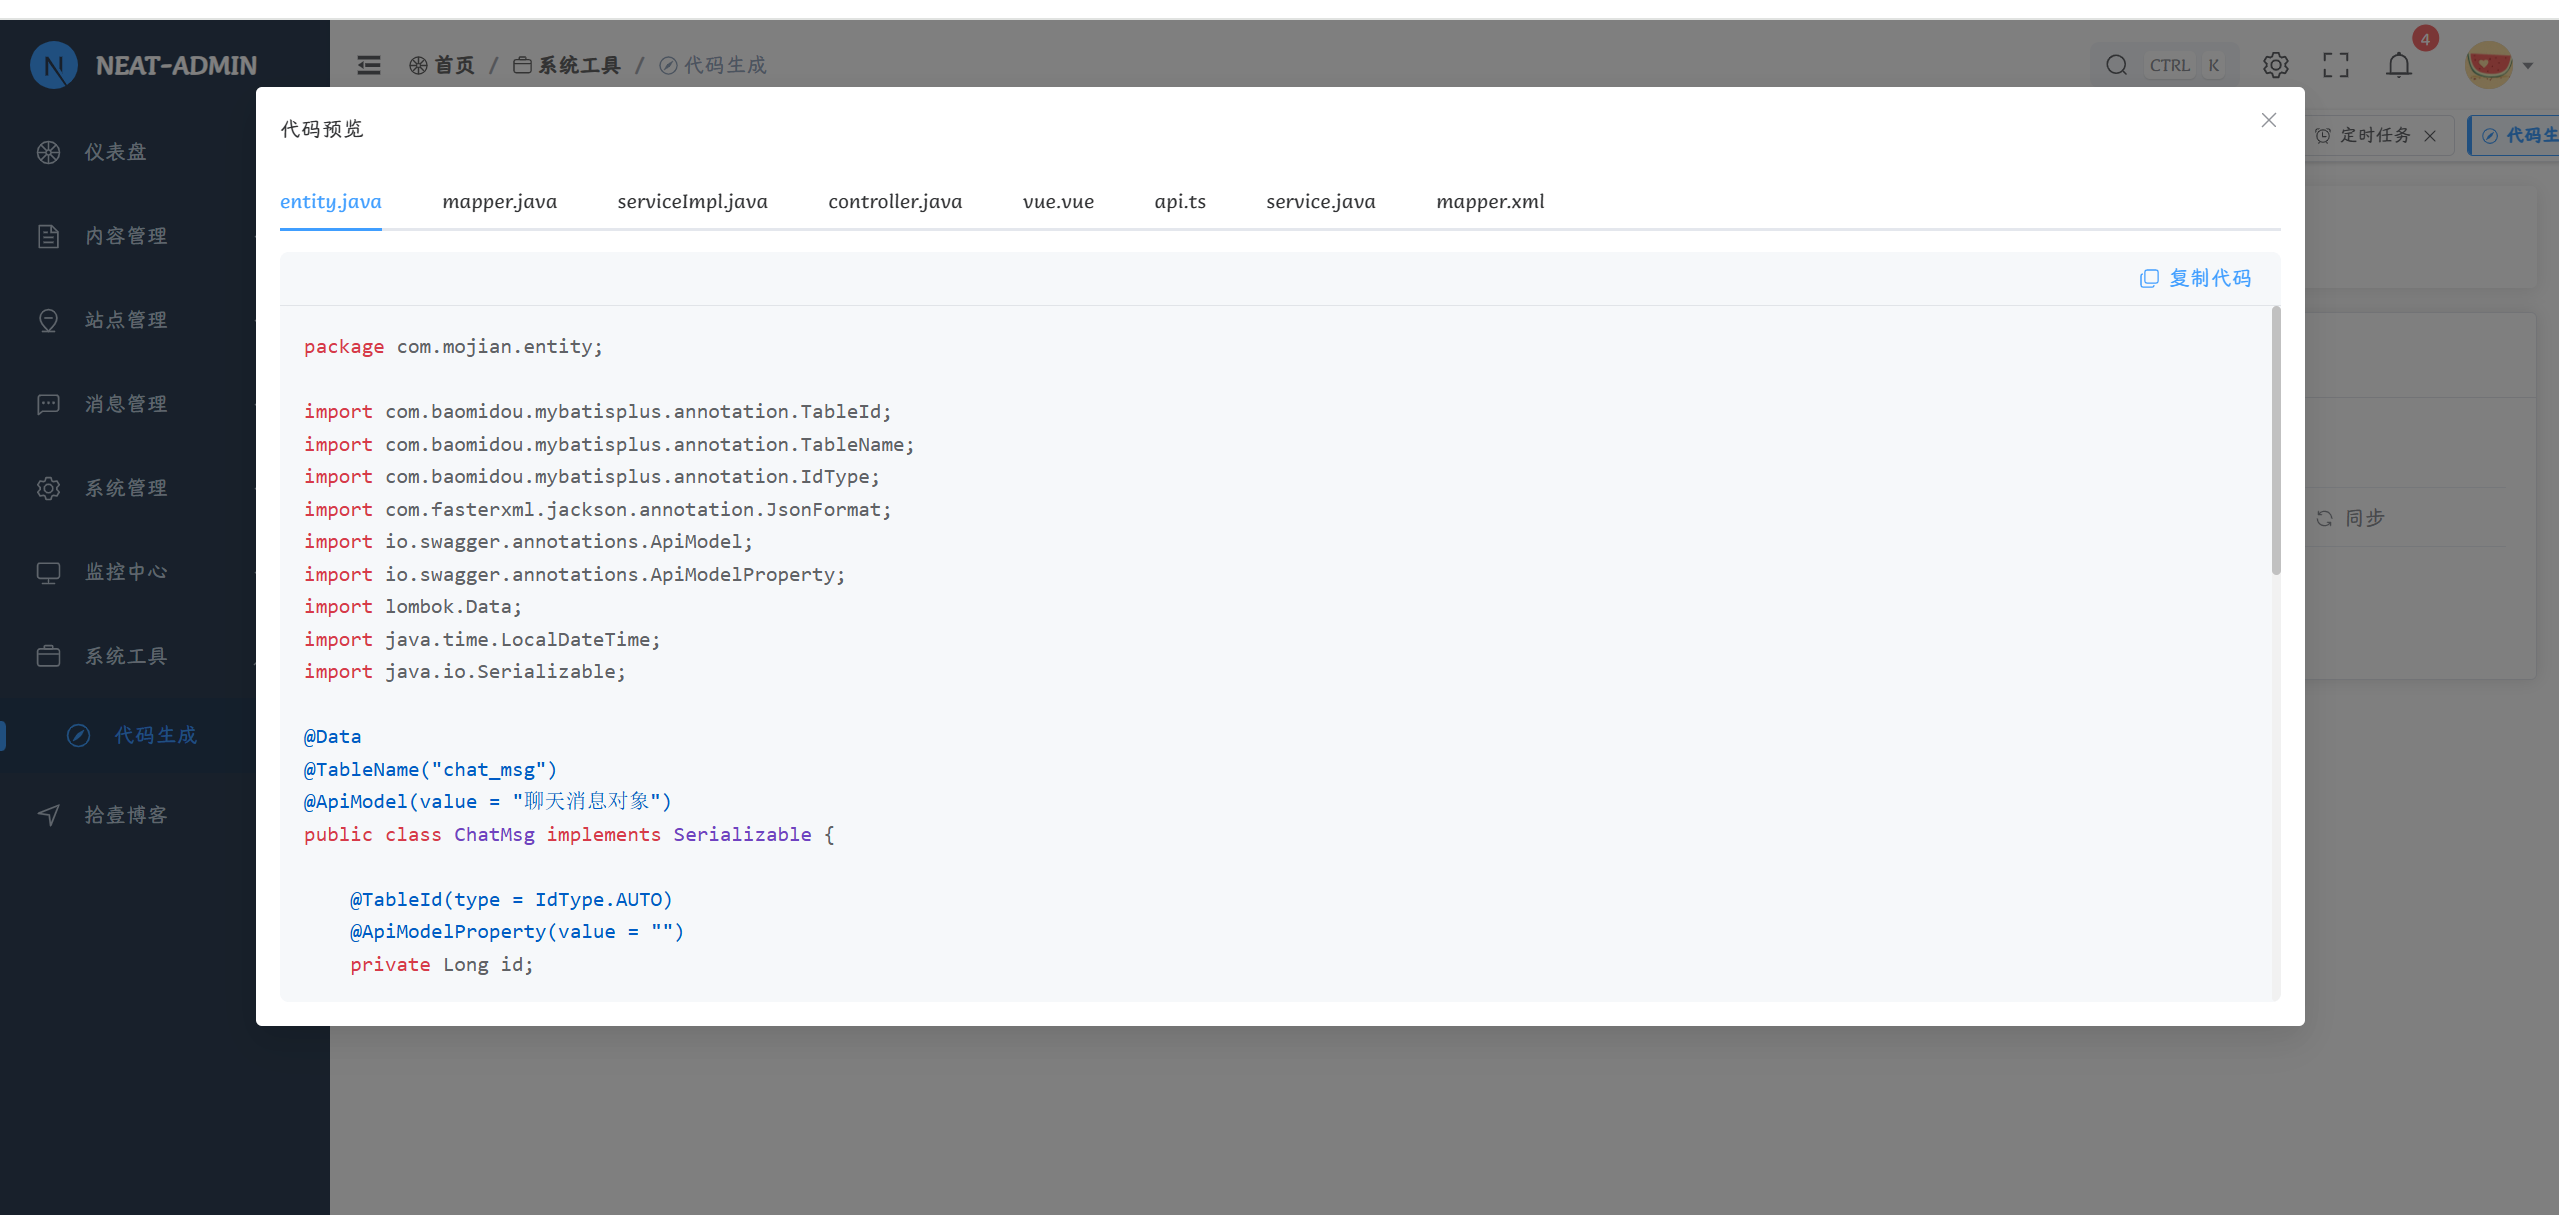 NEAT-ADMIN
首页 / 系统工具 / 代码生成
CTRL K
4
仪表盘
内容管理
站点管理
消息管理
系统管理
监控中心
系统工具
代码生成
拾壹博客
定时任务
代码生
同步
代码预览
entity.java mapper.java serviceImpl.java controller.java vue.vue api.ts service.java mapper.xml
复制代码
package com.mojian.entity;
import com.baomidou.mybatisplus.annotation.TableId;
import com.baomidou.mybatisplus.annotation.TableName;
import com.baomidou.mybatisplus.annotation.IdType;
import com.fasterxml.jackson.annotation.JsonFormat;
import io.swagger.annotations.ApiModel;
import io.swagger.annotations.ApiModelProperty;
import lombok.Data;
import java.time.LocalDateTime;
import java.io.Serializable;
@Data
@TableName("chat_msg")
@ApiModel(value = "聊天消息对象")
public class ChatMsg implements Serializable {
@TableId(type = IdType.AUTO)
@ApiModelProperty(value = "")
private Long id;